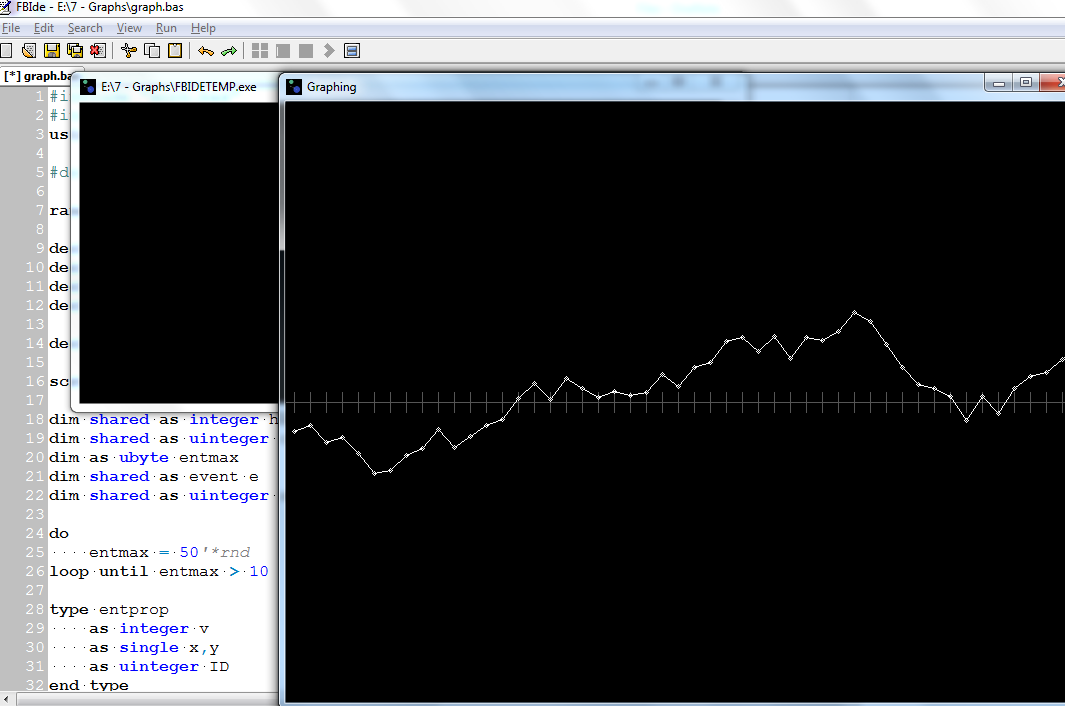 FBIde - E:\7 - Graphs\graph.bas
File Edit Search View Run Help
[*] graph.ba
E:\7 - Graphs\FBIDETEMP.exe
Graphing
1 #i
2 #i
3 us
4
5 #d
6
7 ra
8
9 de
10 de
11 de
12 de
13
14 de
15
16 sc
17
18 dim shared as integer h
19 dim shared as uinteger
20 dim as ubyte entmax
21 dim shared as event e
22 dim shared as uinteger
23
24 do
25 entmax = 50'*rnd
26 loop until entmax > 10
27
28 type entprop
29 as integer v
30 as single x,y
31 as uinteger ID
32 end type